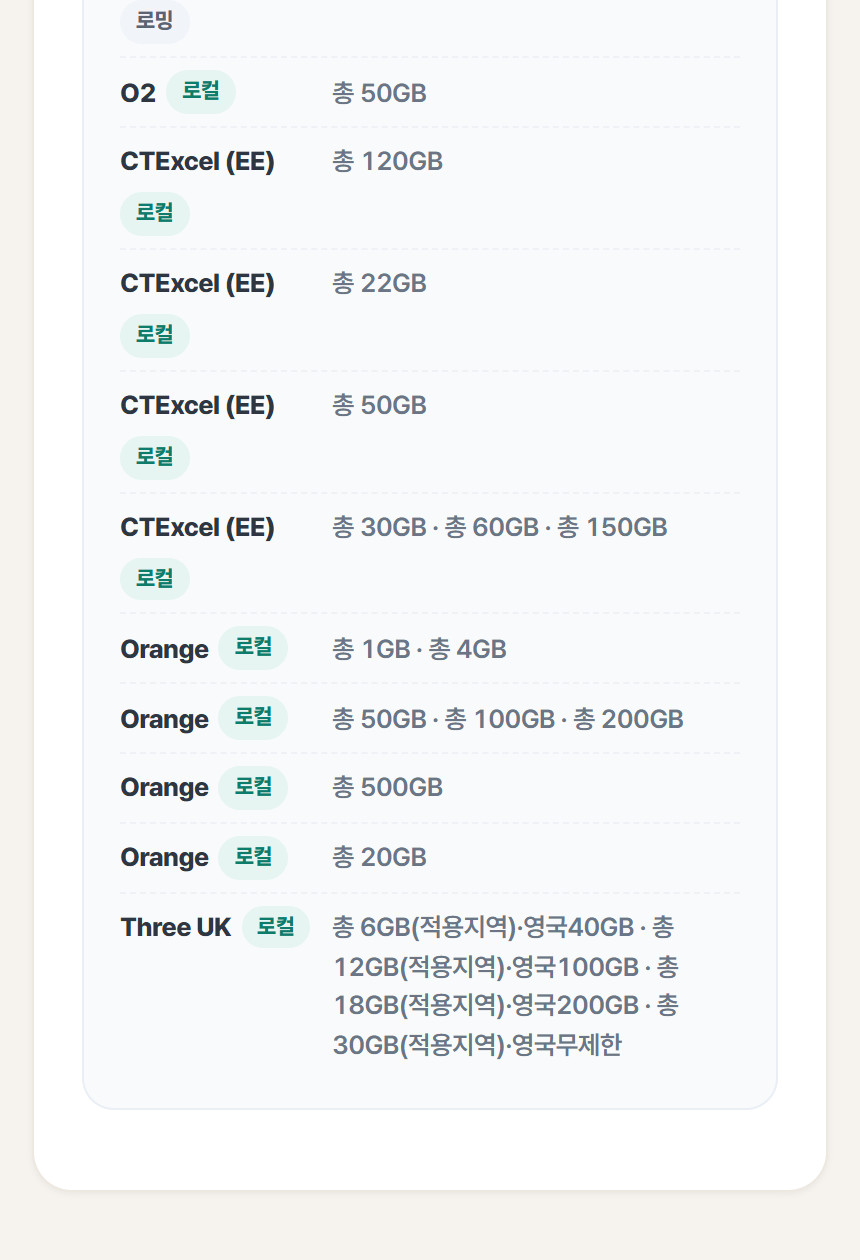 로밍
O2 로컬 총 50GB
CTExcel (EE) 총 120GB
로컬
CTExcel (EE) 총 22GB
로컬
CTExcel (EE) 총 50GB
로컬
CTExcel (EE) 총 30GB · 총 60GB · 총 150GB
로컬
Orange 로컬 총 1GB · 총 4GB
Orange 로컬 총 50GB · 총 100GB · 총 200GB
Orange 로컬 총 500GB
Orange 로컬 총 20GB
Three UK 로컬 총 6GB(적용지역)·영국40GB · 총
12GB(적용지역)·영국100GB · 총
18GB(적용지역)·영국200GB · 총
30GB(적용지역)·영국무제한